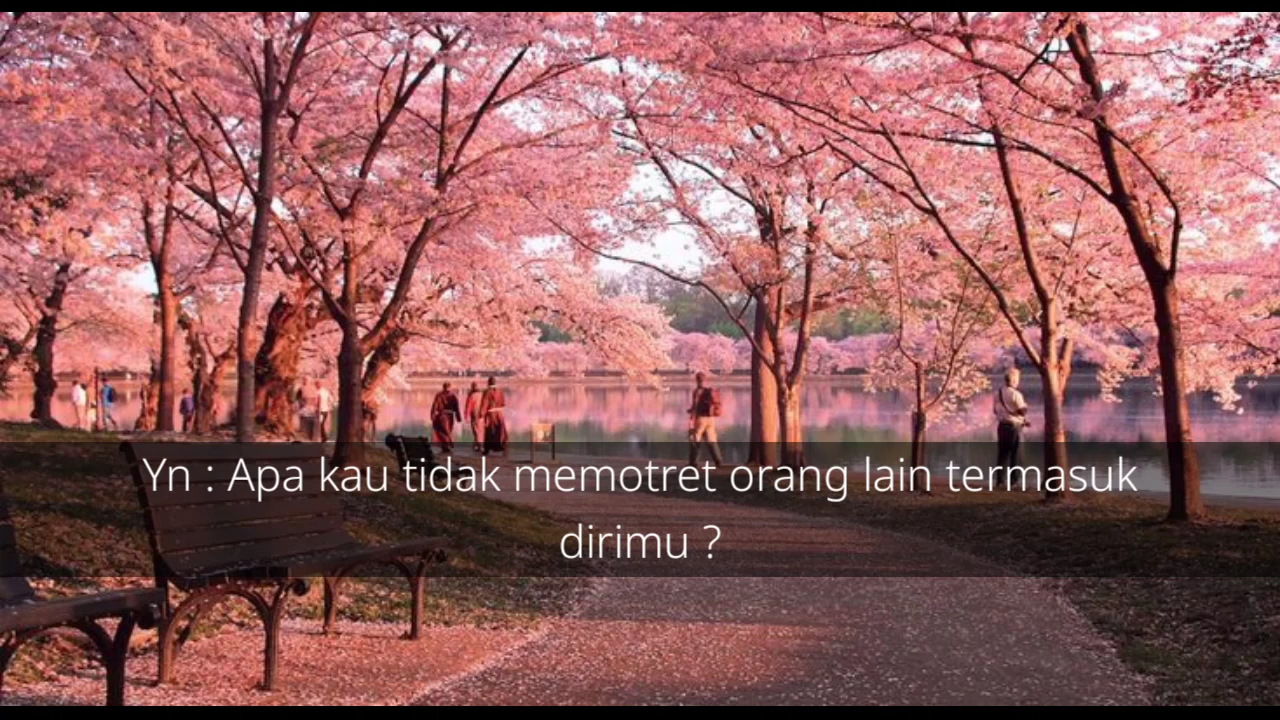 Yn : Apa kau tidak memotret orang lain termasuk
dirimu ?